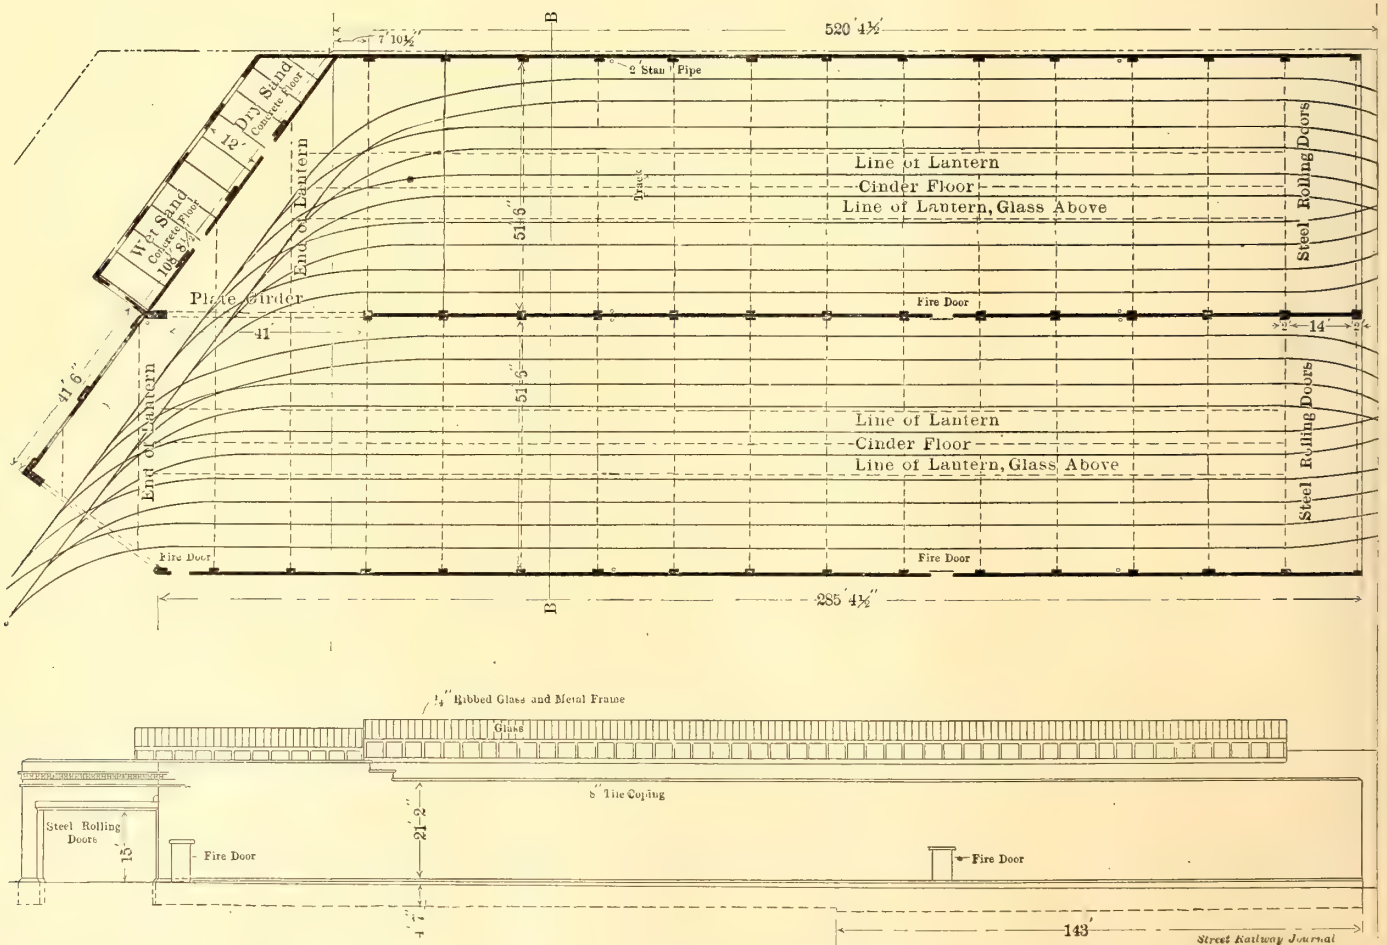 B
520' 4½"
7' 10½"
2" Stan Pipe
Dry Sand
Concrete Floor
12'
Wet Sand
Concrete Floor
108' 8½"
End of Lantern
51'-6"
Track
Line of Lantern
Cinder Floor
Line of Lantern, Glass Above
Steel Rolling Doors
Plate Girder
41'
Fire Door
2'
14'
2'
41' 6"
End of Lantern
51'-6"
Line of Lantern
Cinder Floor
Line of Lantern, Glass Above
Steel Rolling Doors
Fire Door
Fire Door
B
285' 4½"
¼" Ribbed Glass and Metal Frame
Glass
8" Tile Coping
21'-2"
Steel Rolling
Doors
15'
Fire Door
Fire Door
143'
Street Railway Journal